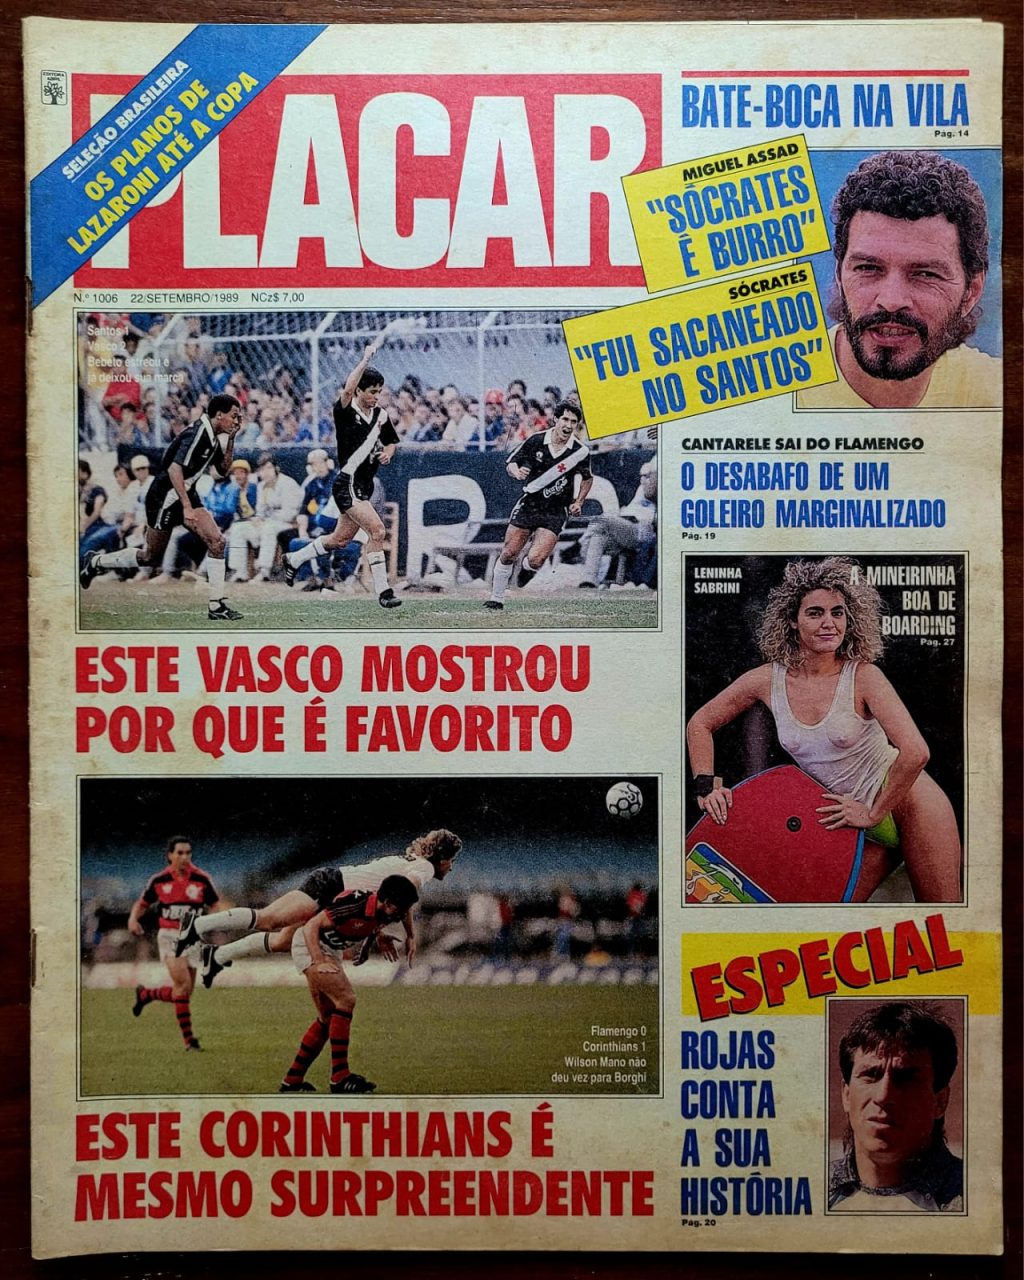 EDITORA
ABRIL
SELEÇÃO BRASILEIRA
OS PLANOS DE
LAZARONI ATÉ A COPA
PLACAR
N.º 1006 22/SETEMBRO/1989 NCz$ 7,00
BATE-BOCA NA VILA
Pág. 14
MIGUEL ASSAD
"SÓCRATES
É BURRO"
SÓCRATES
"FUI SACANEADO
NO SANTOS"
Santos 1
Vasco 2
Bebeto estreou e
já deixou sua marca
Coca-Cola
CANTARELE SAI DO FLAMENGO
O DESABAFO DE UM
GOLEIRO MARGINALIZADO
Pág. 19
LENINHA
SABRINI
A MINEIRINHA
BOA DE
BOARDING
Pág. 27
ESTE VASCO MOSTROU
POR QUE É FAVORITO
Flamengo 0
Corinthians 1
Wilson Mano não
deu vez para Borghi
ESTE CORINTHIANS É
MESMO SURPREENDENTE
ESPECIAL
ROJAS
CONTA
A SUA
HISTÓRIA
Pág. 20